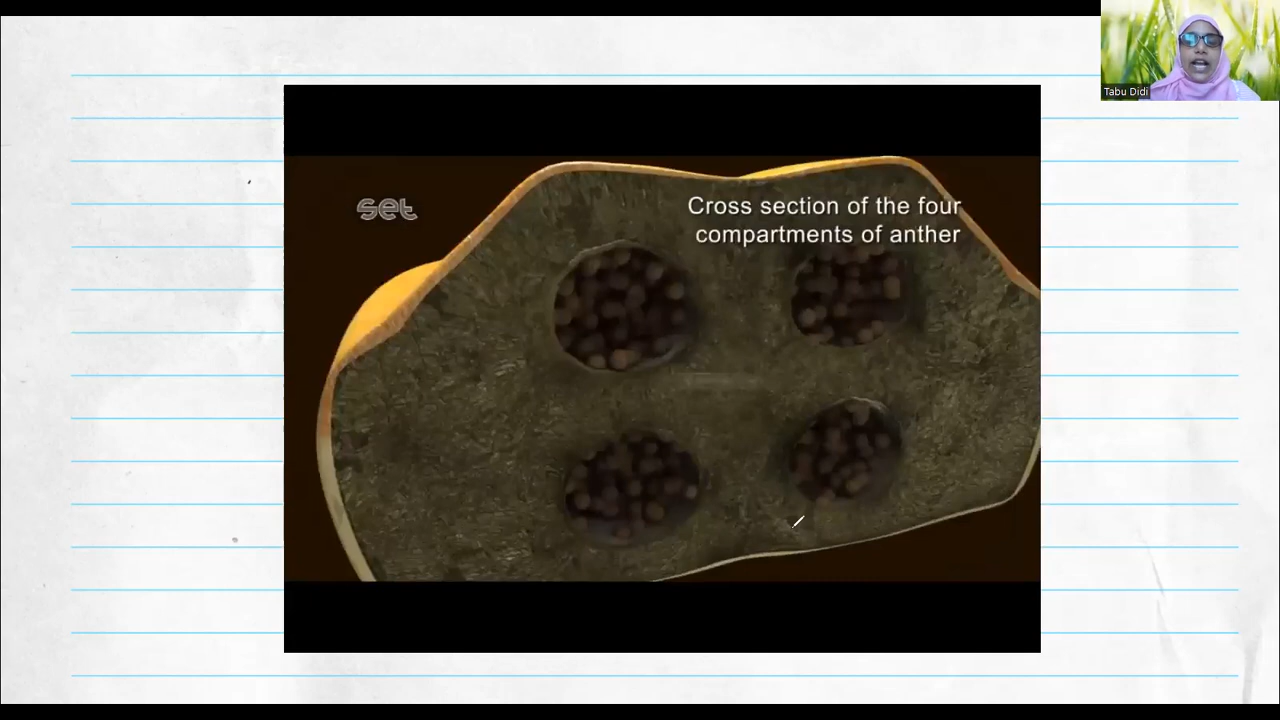 Tabu Didi
set
Cross section of the four
compartments of anther